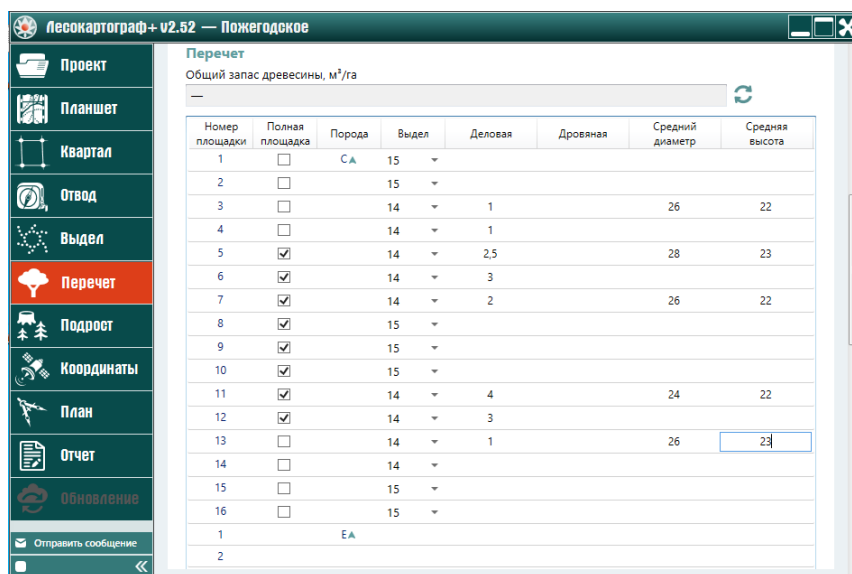 Лесокартограф+ v2.52 — Пожегодское
Проект
Планшет
Квартал
Отвод
Выдел
Перечет
Подрост
Координаты
План
Отчет
Обновление
Отправить сообщение
Перечет
Общий запас древесины, м³/га
—
Номер площадки Полная площадка Порода Выдел Деловая Дровяная Средний диаметр Средняя высота
1 С 15
2 15
3 14 1 26 22
4 14 1
5 14 2,5 28 23
6 14 3
7 14 2 26 22
8 15
9 15
10 15
11 14 4 24 22
12 14 3
13 14 1 26 23
14 14
15 15
16 15
1 Е
2